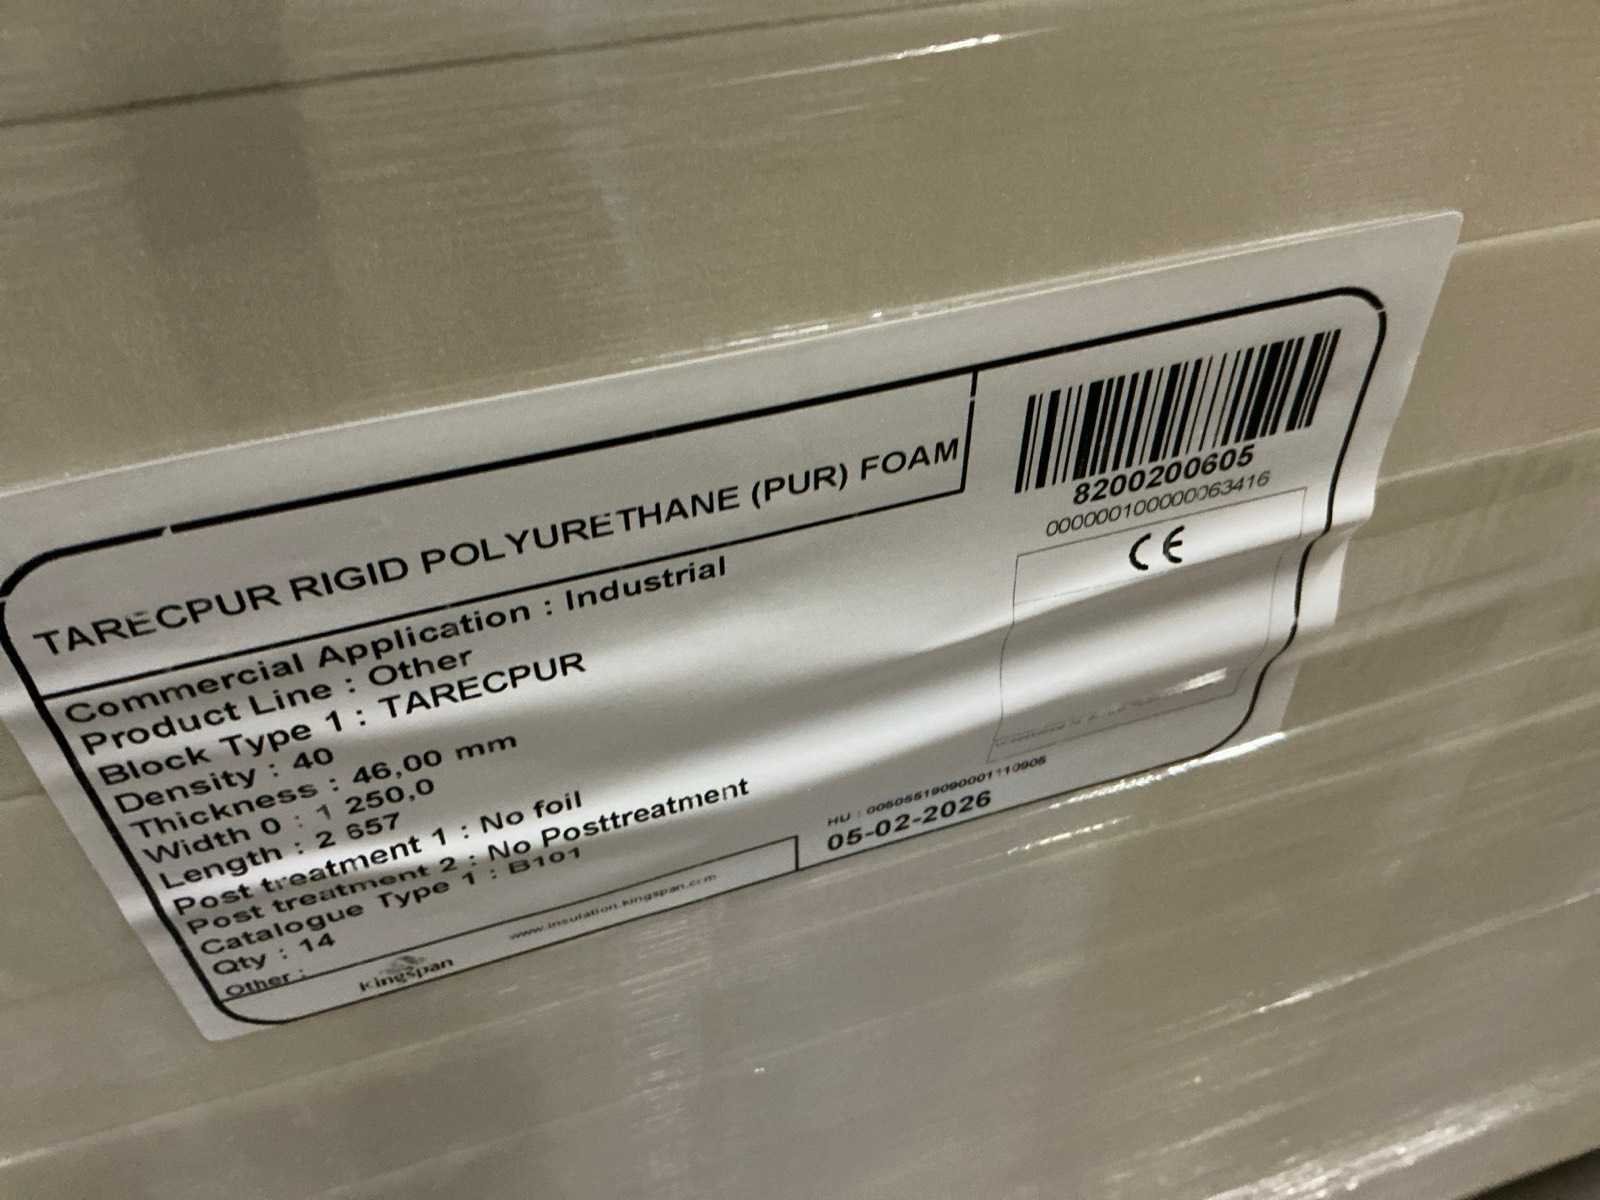 TARECPUR RIGID POLYURETHANE (PUR) FOAM
8200200605
000000100000063416
CE
Commercial Application : Industrial
Product Line : Other
Block Type 1 : TARECPUR
Density : 40
Thickness : 46,00 mm
Width 0 : 1 250,0
Length : 2 657
Post treatment 1 : No foil
Post treatment 2 : No Posttreatment
Catalogue Type 1 : B101
Qty : 14
Other :
HU :
05-02-2026
Kingspan
www.insulation.kingspan.com